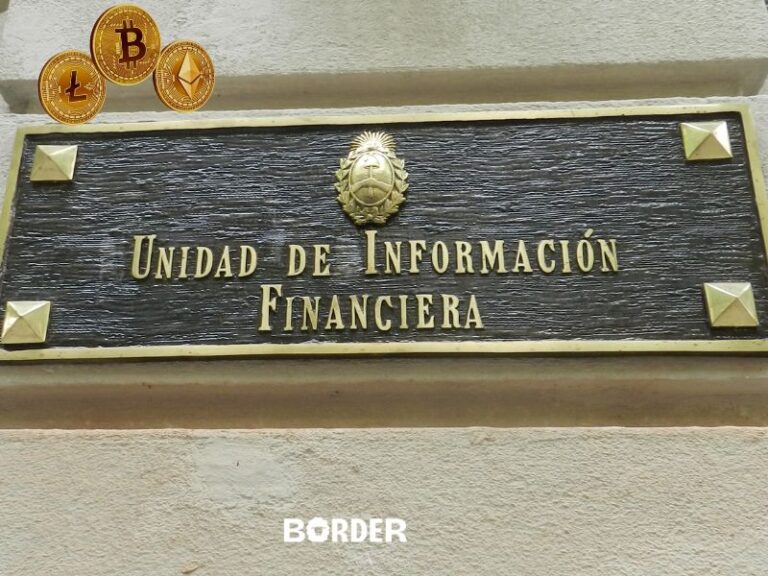 UNIDAD DE INFORMACIÓN
FINANCIERA
BORDER